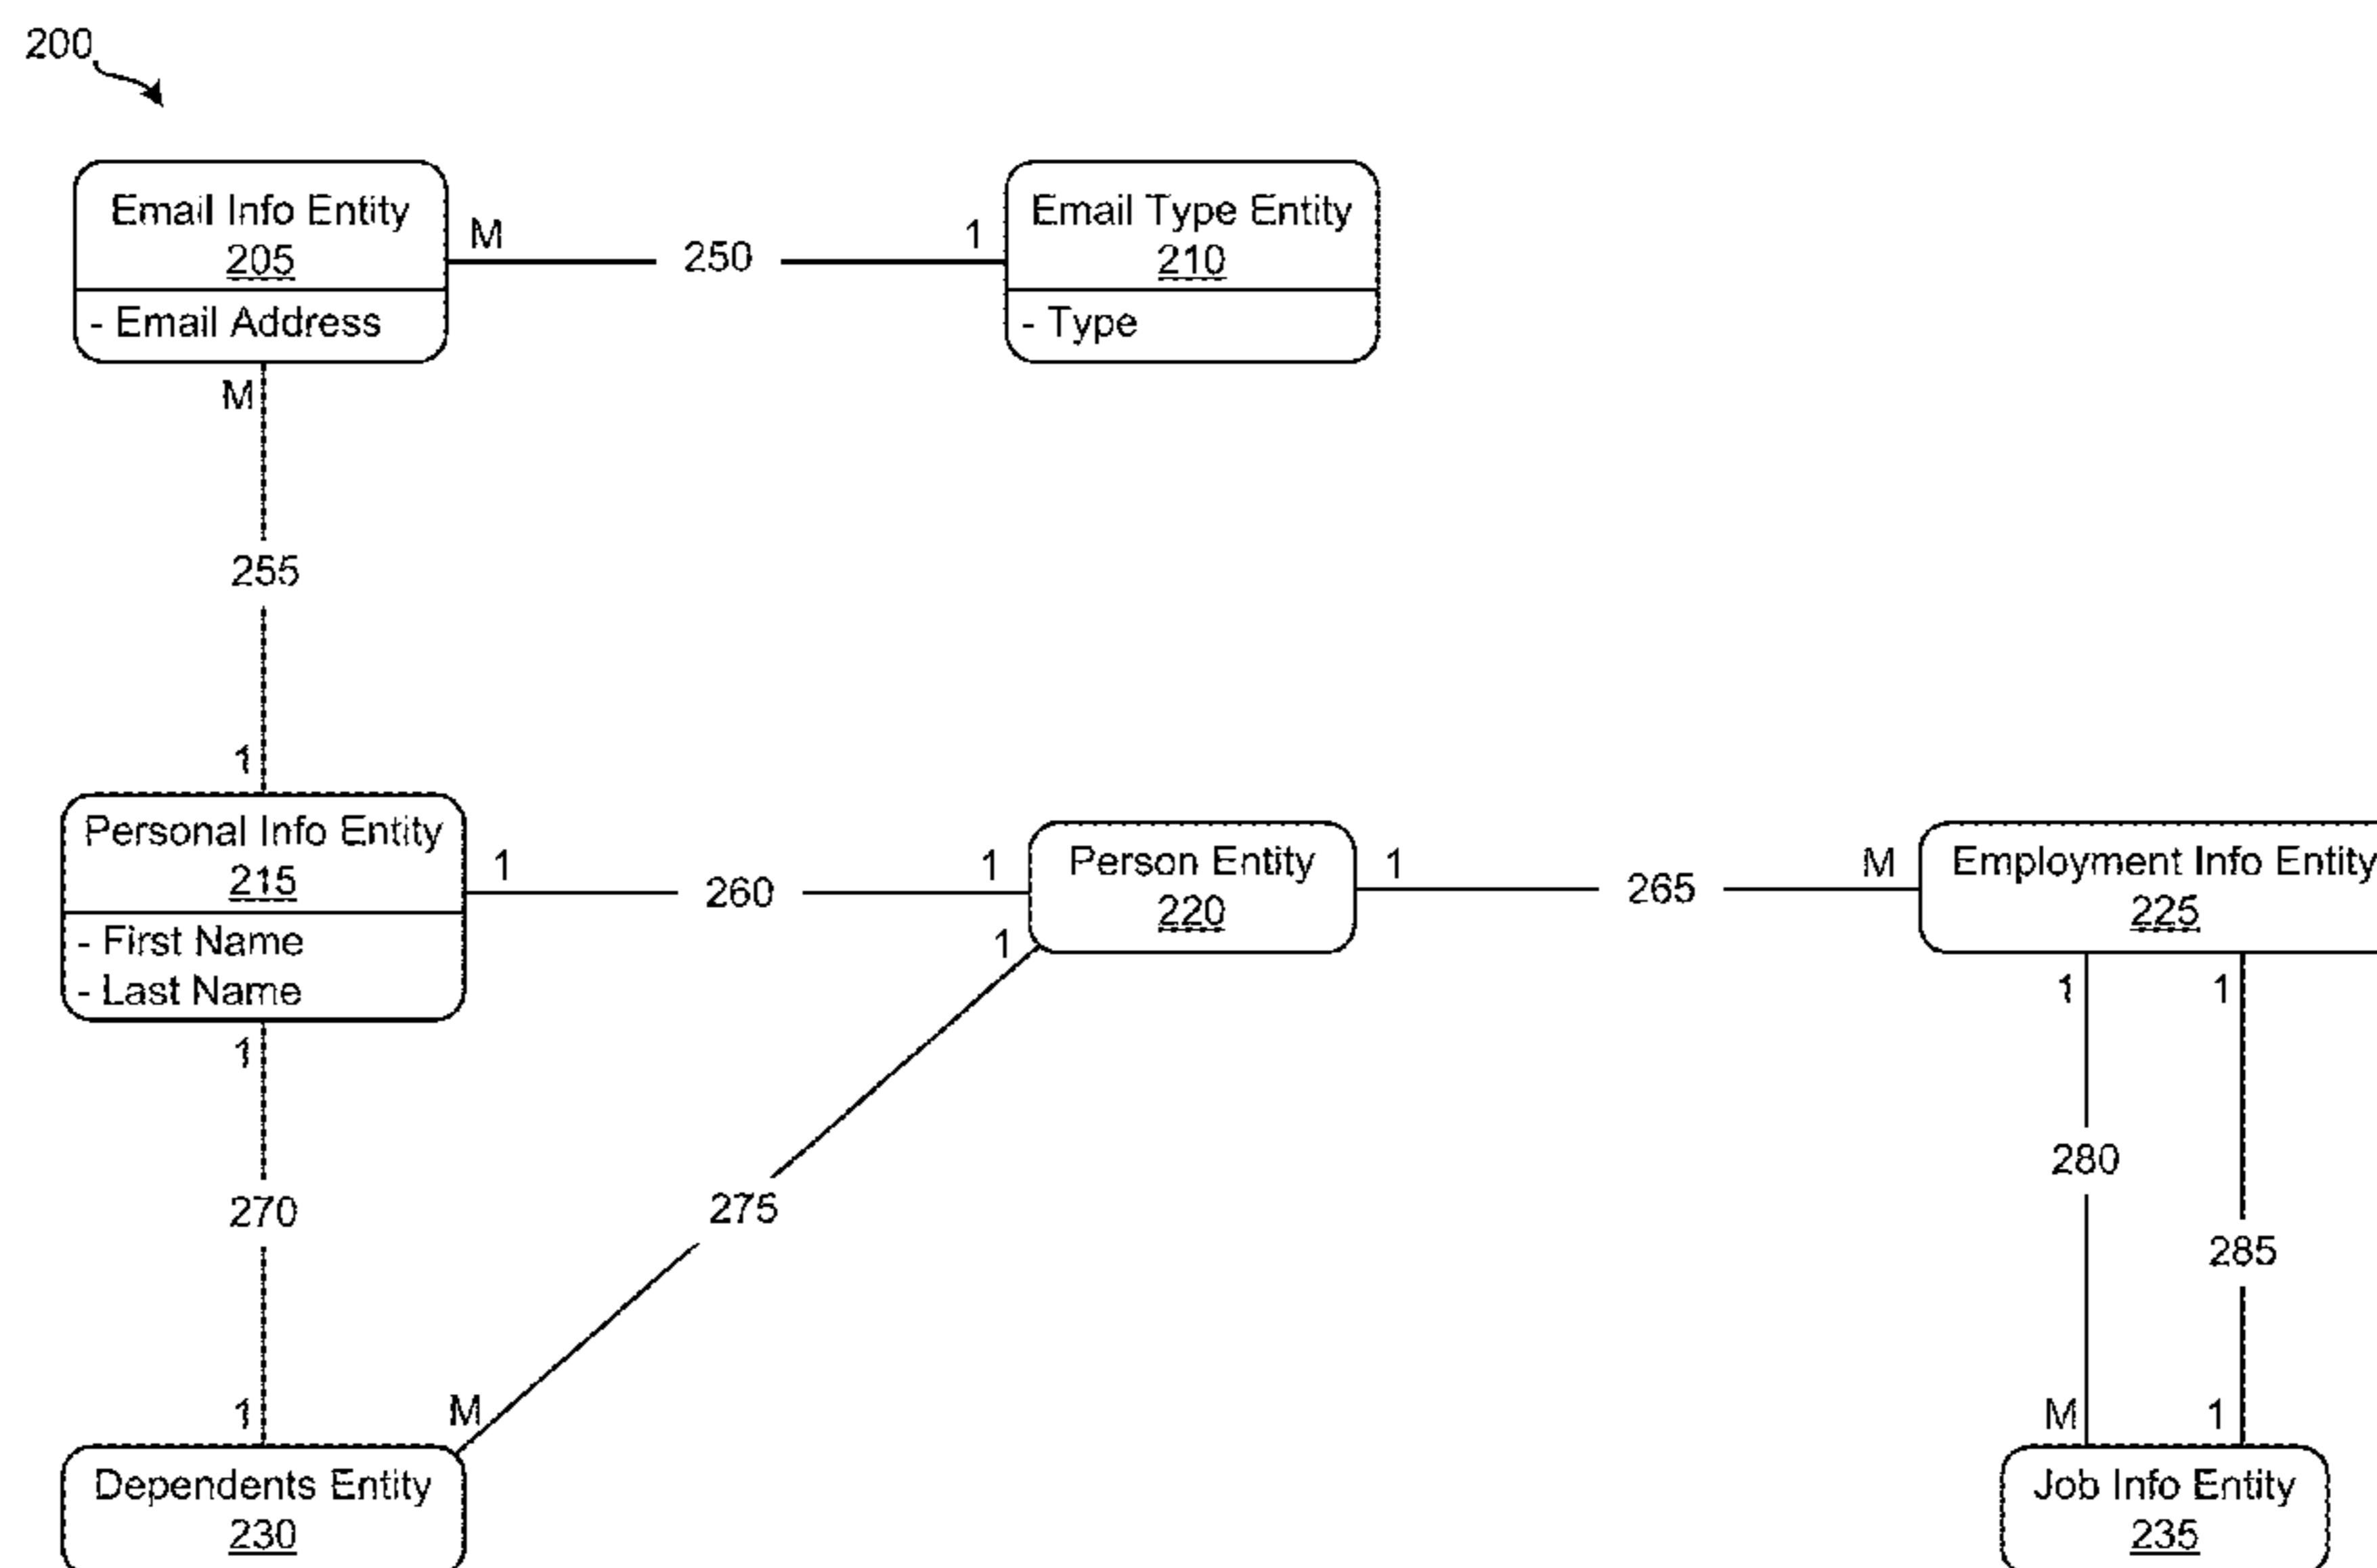 200
Email Info Entity
205
- Email Address
M
250
1
Email Type Entity
210
- Type
M
255
1
Personal Info Entity
215
- First Name
- Last Name
1
260
1
Person Entity
220
1
265
M
Employment Info Entity
225
1
270
1
1
275
M
1
280
M
1
285
1
Dependents Entity
230
Job Info Entity
235